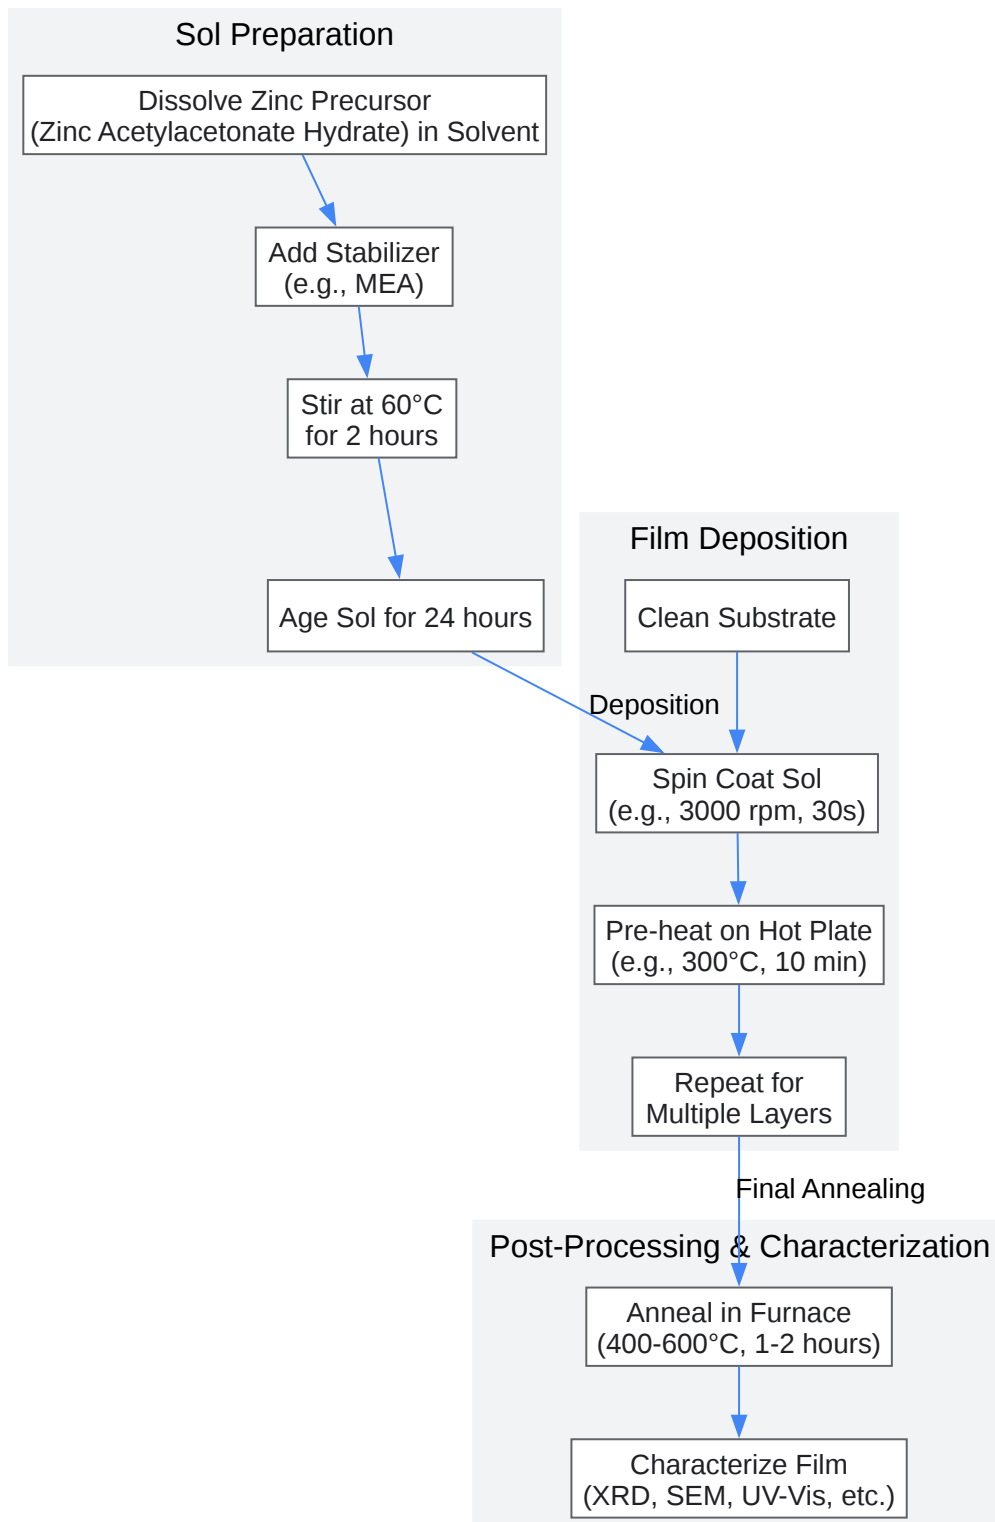 Sol Preparation
Dissolve Zinc Precursor
(Zinc Acetylacetonate Hydrate) in Solvent
Add Stabilizer
(e.g., MEA)
Stir at 60°C
for 2 hours
Age Sol for 24 hours
Film Deposition
Clean Substrate
Deposition
Spin Coat Sol
(e.g., 3000 rpm, 30s)
Pre-heat on Hot Plate
(e.g., 300°C, 10 min)
Repeat for
Multiple Layers
Final Annealing
Post-Processing & Characterization
Anneal in Furnace
(400-600°C, 1-2 hours)
Characterize Film
(XRD, SEM, UV-Vis, etc.)